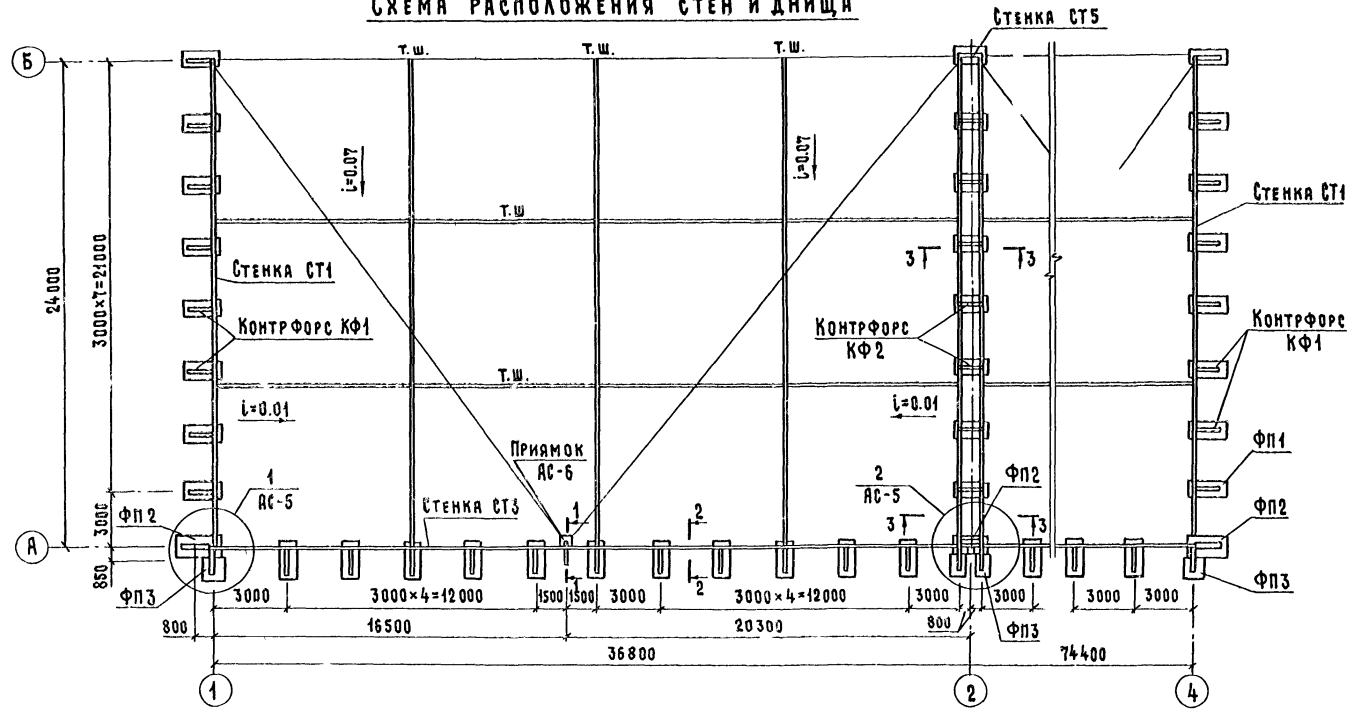 СХЕМА РАСПОЛОЖЕНИЯ СТЕН И ДНИЩА
Стенка СТ5
Б
т.ш.
т.ш.
т.ш.
i=0.07
i=0.07
т.ш
Стенка СТ1
3
3
24000
3000×7=21000
Стенка СТ1
Контрфорс КФ1
Контрфорс
КФ2
Контрфорс
КФ1
т.ш.
i=0.01
i=0.01
Приямок
АС-6
1
АС-5
2
АС-5
ФП2
ФП1
Стенка СТ3
3000
ФП2
1
2
3
3
ФП2
А
850
ФП3
1
2
ФП3
3000
3000×4=12000
1500
1500
3000
3000×4=12000
3000
3000
3000
3000
800
16500
20300
800
ФП3
36800
74400
1
2
4